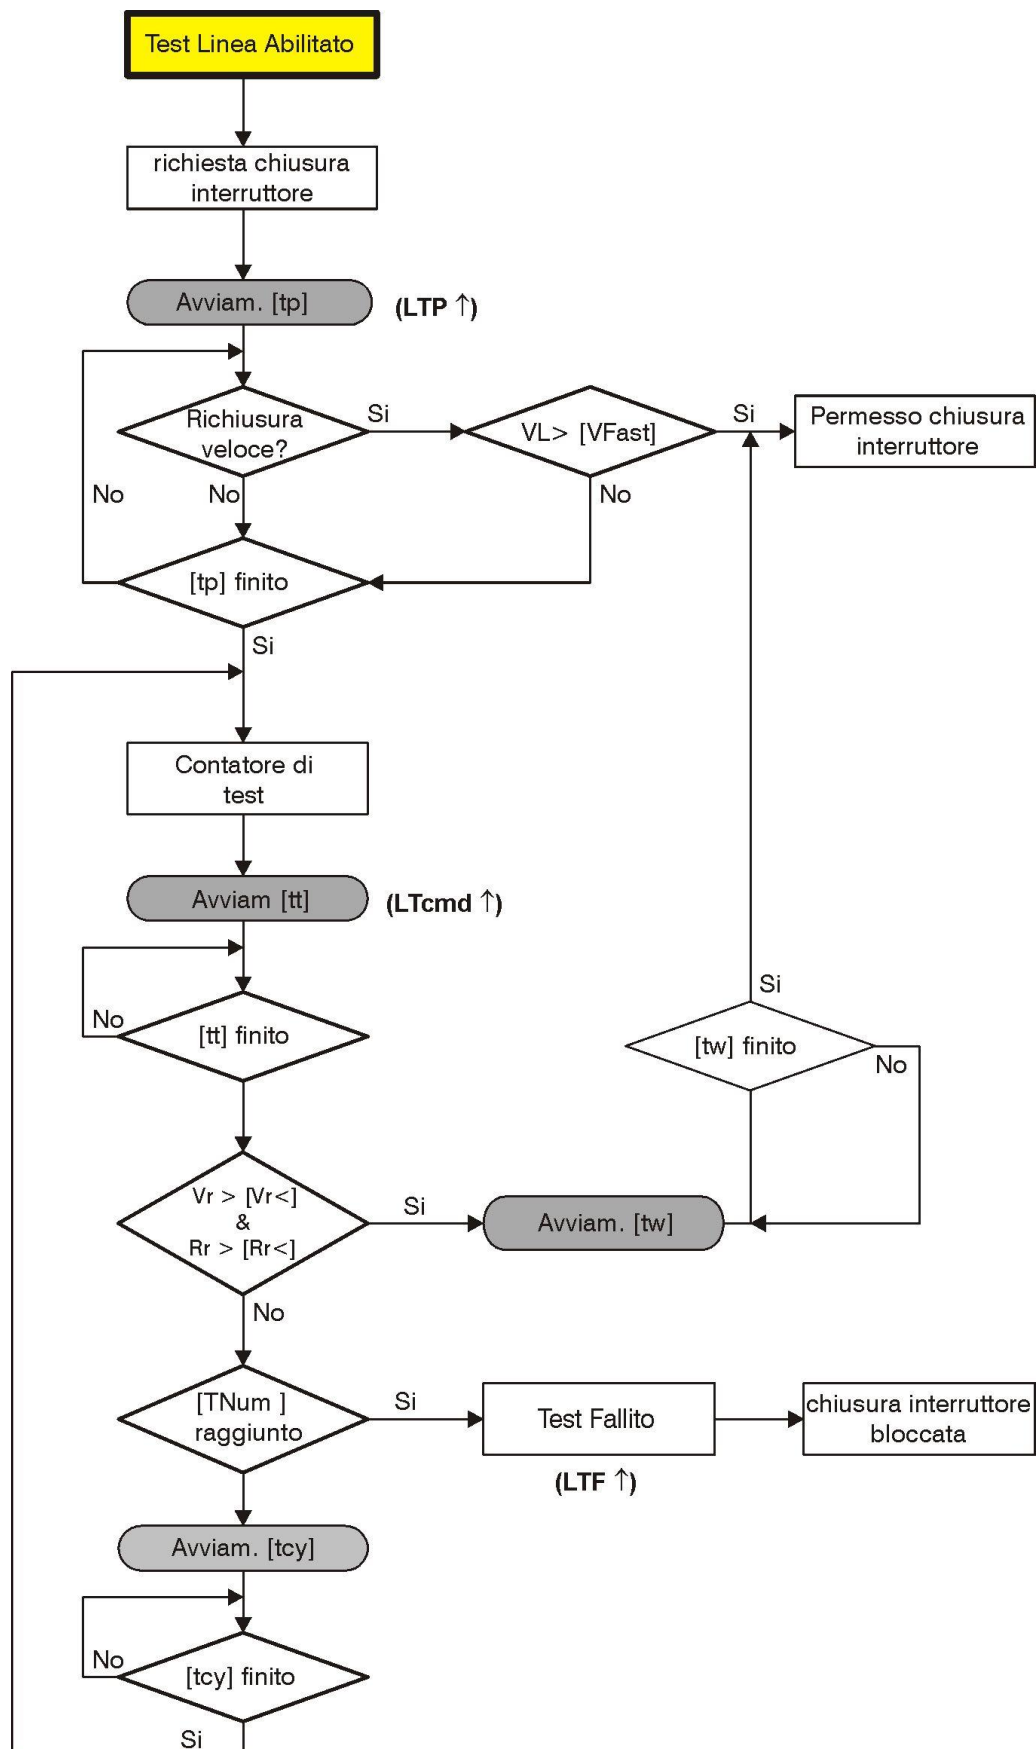 Test Linea Abilitato
richiesta chiusura
interruttore
Avviam. [tp]
(LTP ↑)
Richiusura
veloce?
Si
VL> [VFast]
Si
Permesso chiusura
interruttore
No
No
No
[tp] finito
Si
Contatore di
test
Avviam [tt]
(LTcmd ↑)
No
[tt] finito
Si
[tw] finito
No
Vr > [Vr<]
&
Rr > [Rr<]
Si
Avviam. [tw]
No
[TNum ]
raggiunto
Si
Test Fallito
(LTF ↑)
chiusura interruttore
bloccata
Avviam. [tcy]
No
[tcy] finito
Si